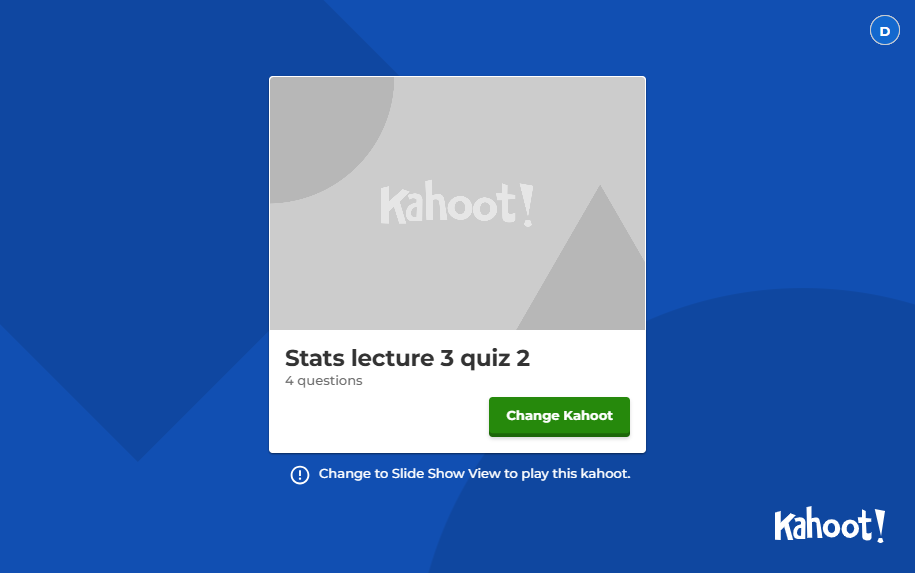 D
Kahoot!
Stats lecture 3 quiz 2
4 questions
Change Kahoot
Change to Slide Show View to play this kahoot.
Kahoot!